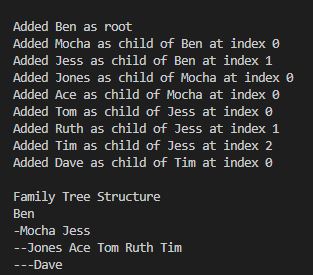 Added Ben as root
Added Mocha as child of Ben at index 0
Added Jess as child of Ben at index 1
Added Jones as child of Mocha at index 0
Added Ace as child of Mocha at index 0
Added Tom as child of Jess at index 0
Added Ruth as child of Jess at index 1
Added Tim as child of Jess at index 2
Added Dave as child of Tim at index 0
Family Tree Structure
Ben
-Mocha Jess
--Jones Ace Tom Ruth Tim
---Dave